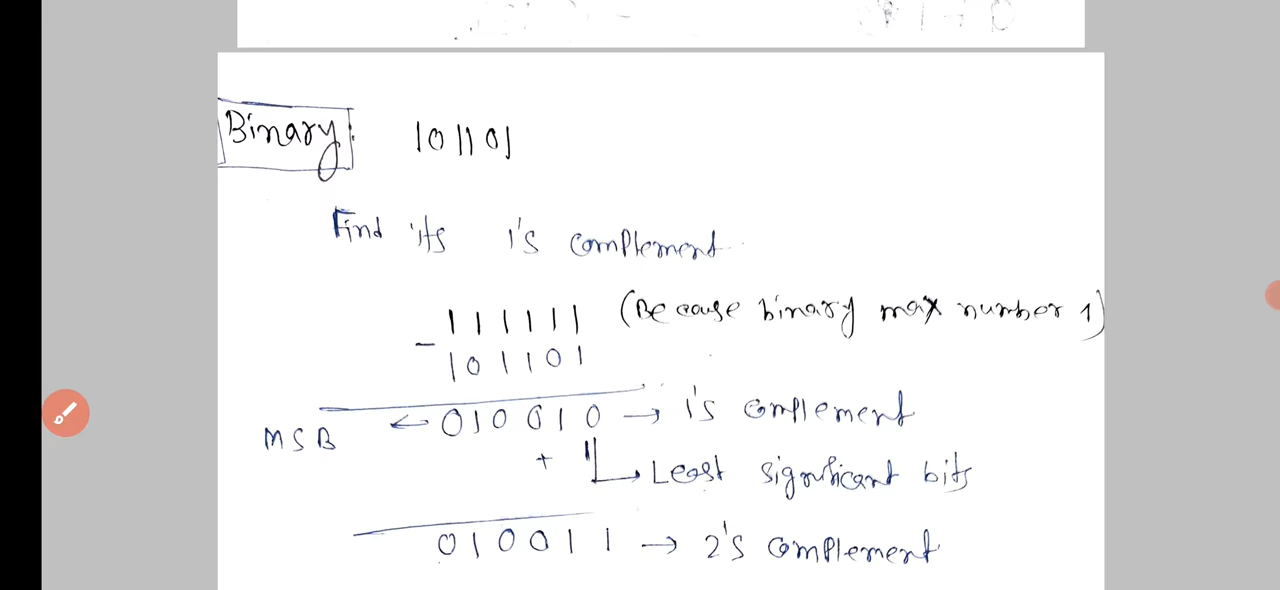 Binary: 101101
Find its 1's complement
111111 (Because binary max number 1)
- 101101
MSB ← 010010 → 1's complement
+ 1 → Least significant bits
010011 → 2's complement